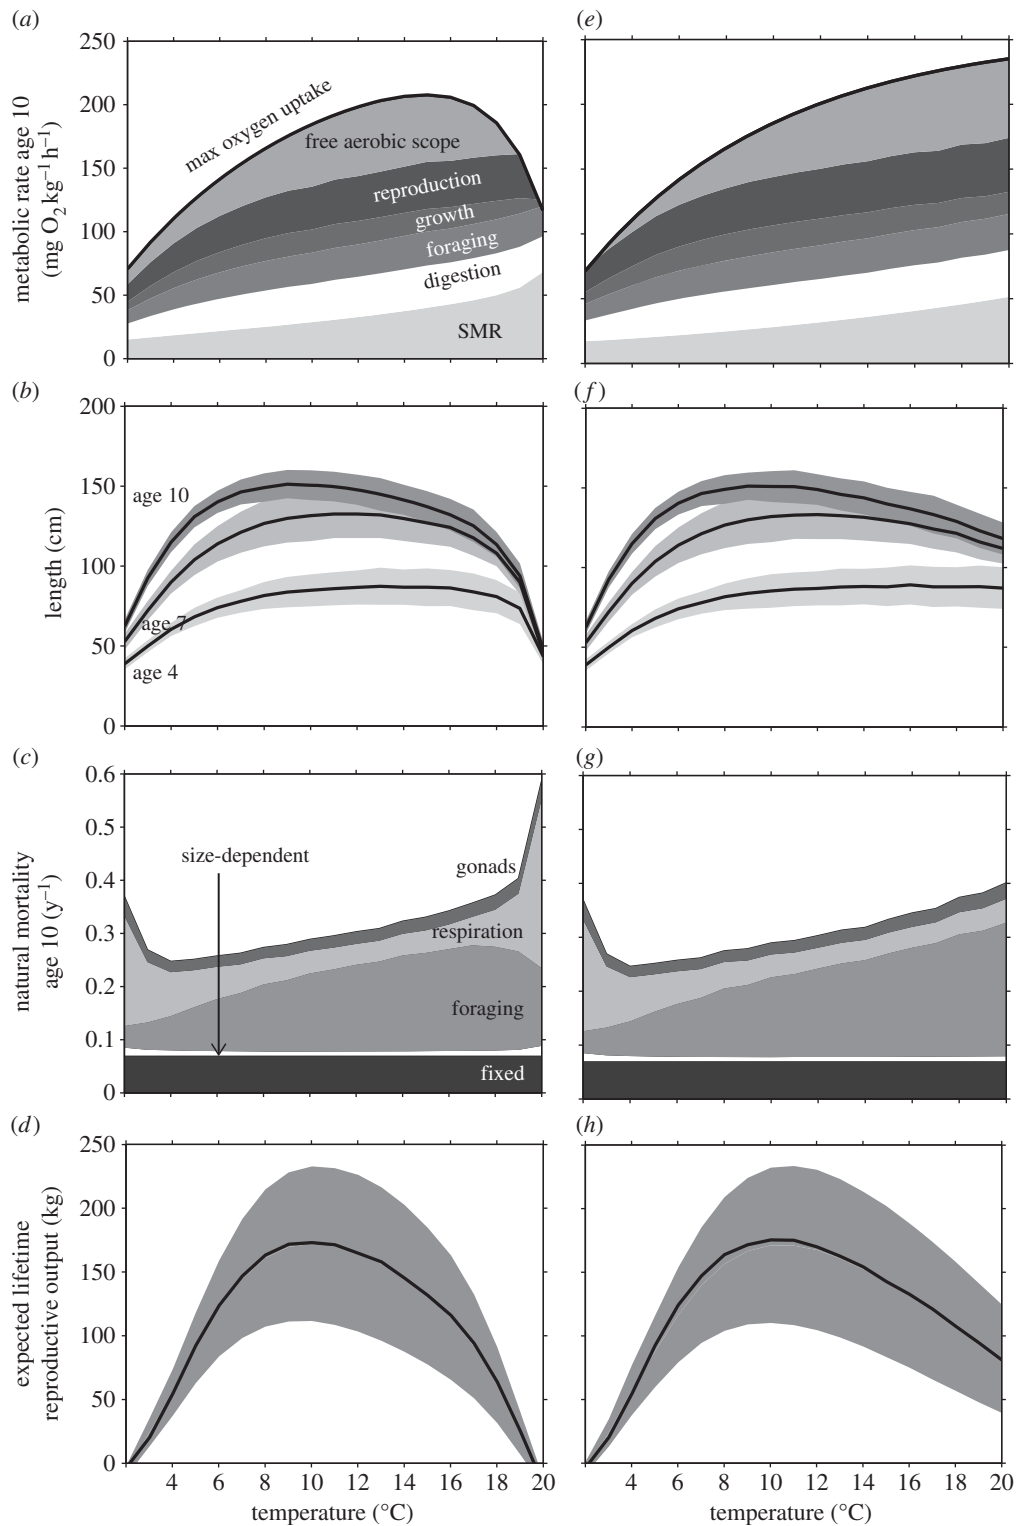 (a)
(e)
250
200
150
100
50
0
metabolic rate age 10
(mg O₂ kg⁻¹ h⁻¹)
max oxygen uptake
free aerobic scope
reproduction
growth
foraging
digestion
SMR
(b)
(f)
200
150
100
50
0
length (cm)
age 10
age 7
age 4
(c)
(g)
0.6
0.5
0.4
0.3
0.2
0.1
0
natural mortality
age 10 (y⁻¹)
size-dependent
gonads
respiration
foraging
fixed
(d)
(h)
250
200
150
100
50
0
expected lifetime
reproductive output (kg)
4 6 8 10 12 14 16 18 20
4 6 8 10 12 14 16 18 20
temperature (°C)
temperature (°C)